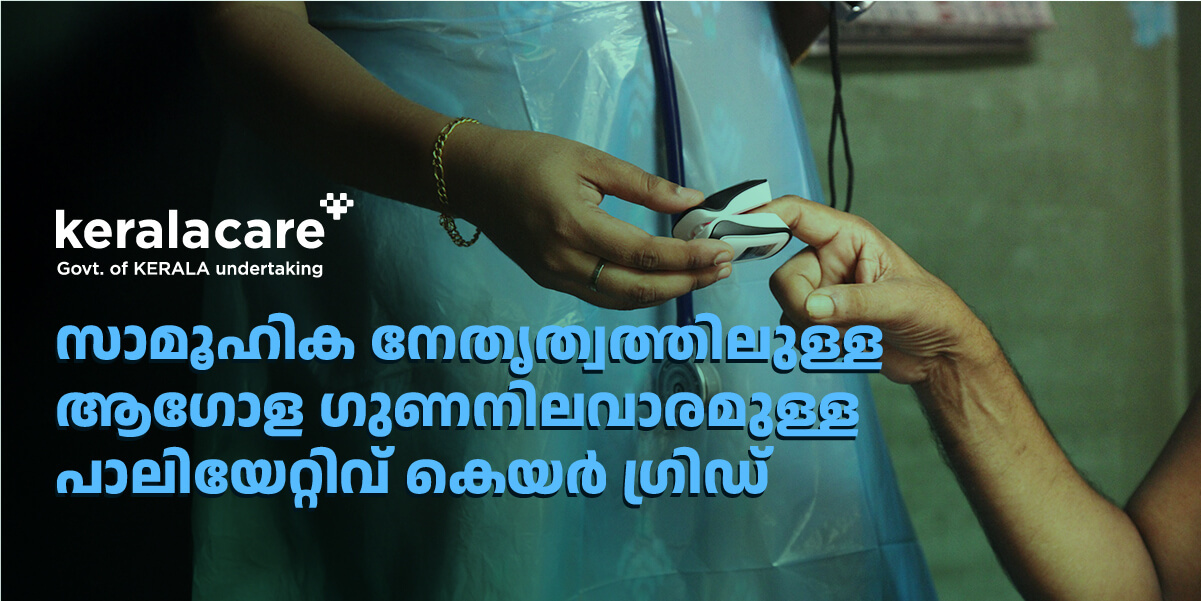 keralacare
Govt. of KERALA undertaking
സാമൂഹിക നേതൃത്വത്തിലുള്ള
ആഗോള ഗുണനിലവാരമുള്ള
പാലിയേറ്റിവ് കെയർ ഗ്രിഡ്